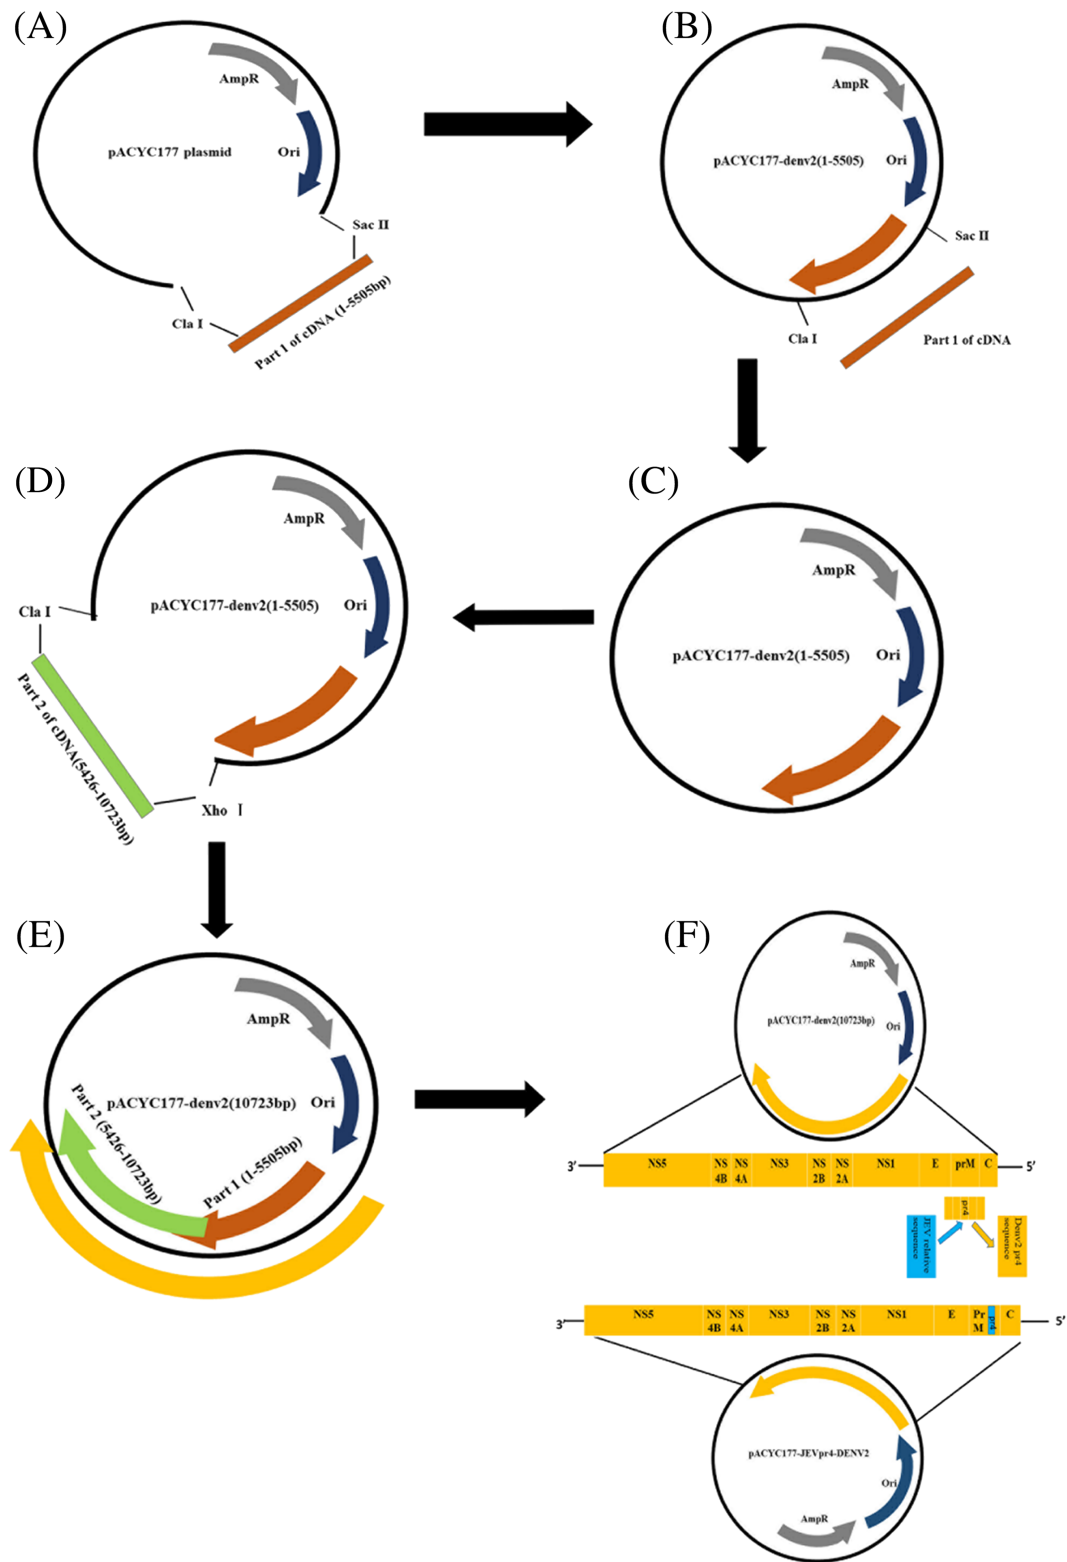 (A)
AmpR
pACYC177 plasmid
Ori
Sac II
Cla I
Part 1 of cDNA (1-5505bp)
(B)
AmpR
pACYC177-denv2(1-5505)
Ori
Sac II
Cla I
Part 1 of cDNA
(D)
AmpR
pACYC177-denv2(1-5505)
Ori
Cla I
Part 2 of cDNA(5426-10723bp)
Xho I
(C)
AmpR
pACYC177-denv2(1-5505)
Ori
(E)
AmpR
pACYC177-denv2(10723bp)
Ori
Part 2 (5426-10723bp)
Part 1 (1-5505bp)
(F)
AmpR
pACYC177-denv2(10723bp)
Ori
3' NS5 NS 4B NS 4A NS3 NS 2B NS 2A NS1 E prM C 5'
pr4
JEV relative sequence
Denv2 pr4 sequence
3' NS5 NS 4B NS 4A NS3 NS 2B NS 2A NS1 E Pr M pr4 C 5'
pACYC177-JEVpr4-DENV2
Ori
AmpR